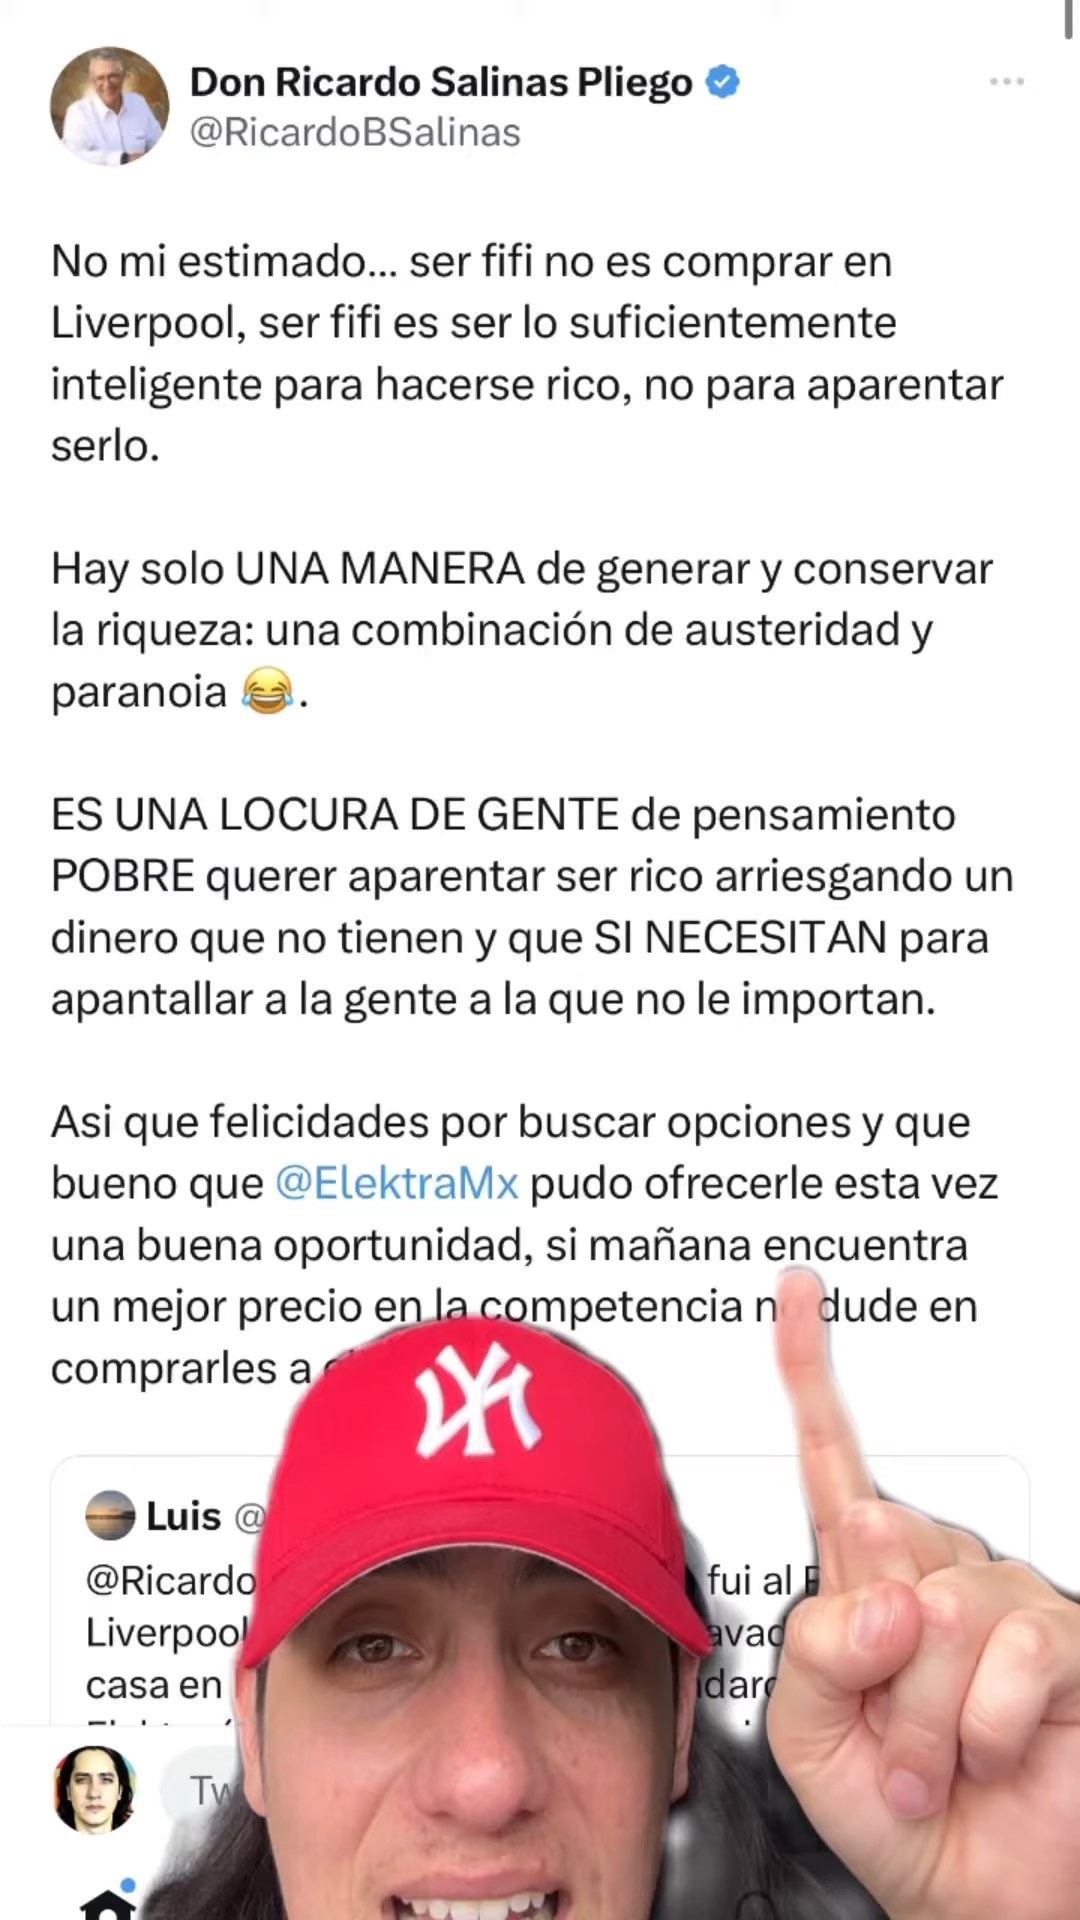 Don Ricardo Salinas Pliego
@RicardoBSalinas
No mi estimado... ser fifi no es comprar en
Liverpool, ser fifi es ser lo suficientemente
inteligente para hacerse rico, no para aparentar
serlo.
Hay solo UNA MANERA de generar y conservar
la riqueza: una combinación de austeridad y
paranoia 😂.
ES UNA LOCURA DE GENTE de pensamiento
POBRE querer aparentar ser rico arriesgando un
dinero que no tienen y que SI NECESITAN para
apantallar a la gente a la que no le importan.
Asi que felicidades por buscar opciones y que
bueno que @ElektraMx pudo ofrecerle esta vez
una buena oportunidad, si mañana encuentra
un mejor precio en la competencia dude en
comprarles a
NY
Luis @
@Ricardo fui al
Liverpool
casa en
Tw